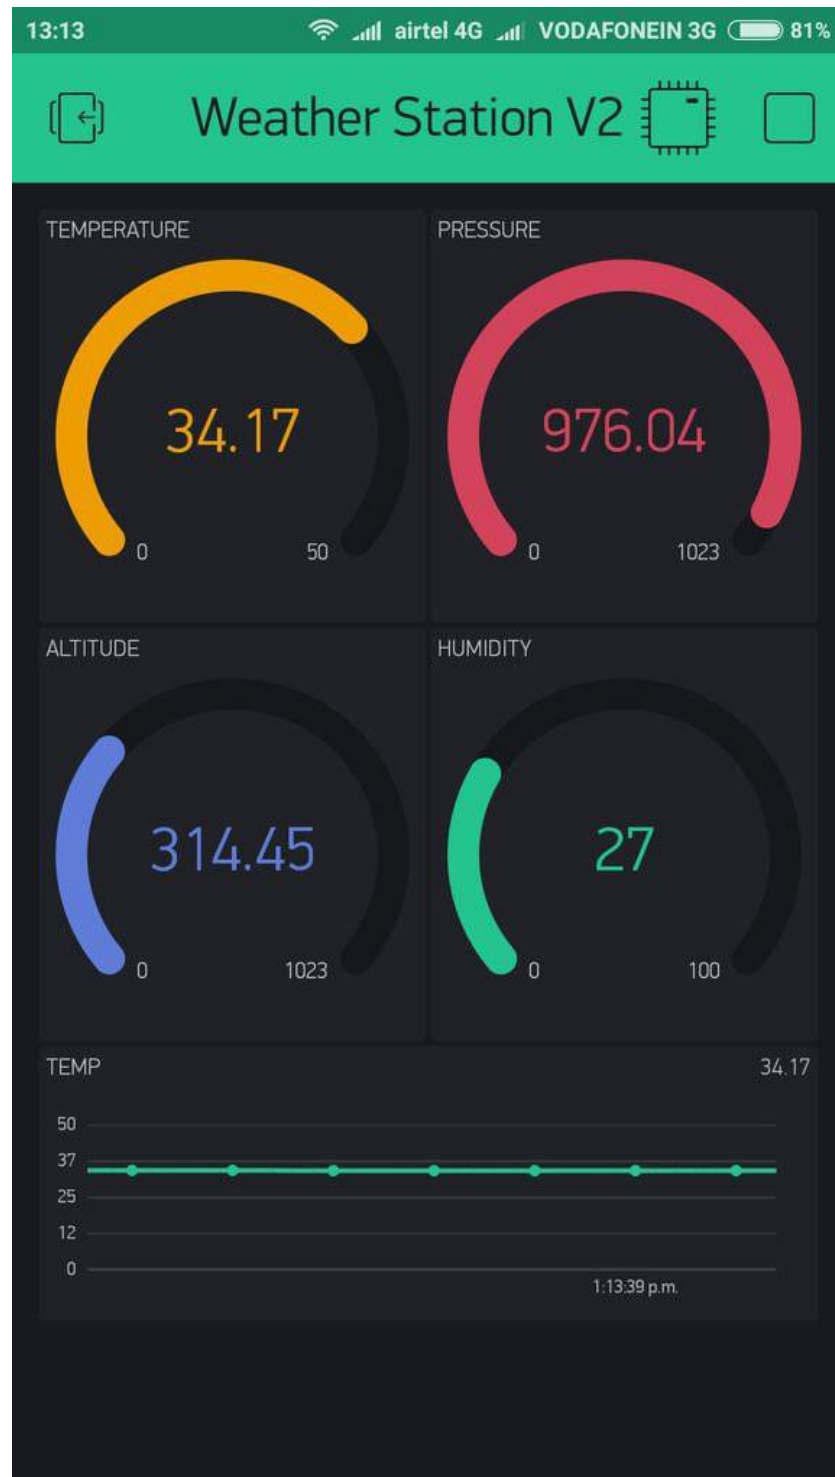 13:13 airtel 4G VODAFONEIN 3G 81%
Weather Station V2
TEMPERATURE
34.17
0 50
PRESSURE
976.04
0 1023
ALTITUDE
314.45
0 1023
HUMIDITY
27
0 100
TEMP 34.17
50
37
25
12
0
1:13:39 p.m.